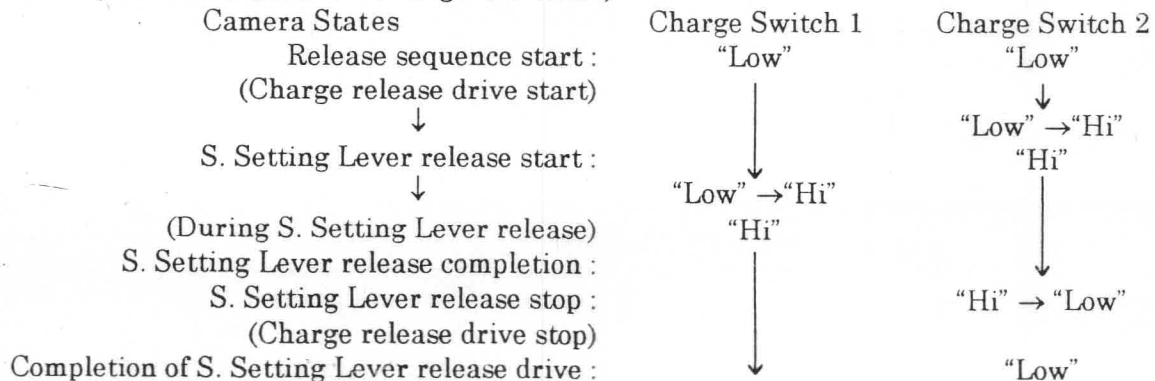 Camera States Charge Switch 1 Charge Switch 2
Release sequence start : “Low” “Low”
(Charge release drive start)
↓ “Low” →“Hi”
S. Setting Lever release start : “Hi”
↓ “Low” →“Hi”
(During S. Setting Lever release) “Hi”
S. Setting Lever release completion :
S. Setting Lever release stop : “Hi” → “Low”
(Charge release drive stop)
Completion of S. Setting Lever release drive : “Low”